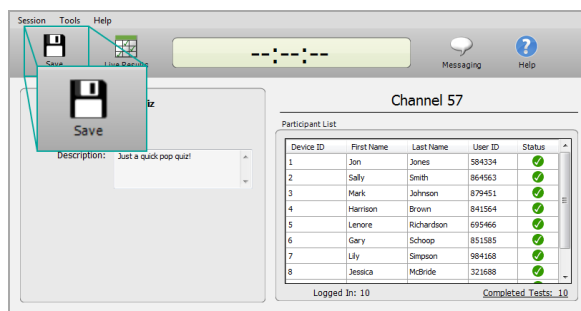 Session Tools Help
Save
Live Results
--:--:--
Messaging
Help
Save
iz
Description: Just a quick pop quiz!
Channel 57
Participant List
Device ID First Name Last Name User ID Status
1 Jon Jones 584334
2 Sally Smith 864563
3 Mark Johnson 879451
4 Harrison Brown 841564
5 Lenore Richardson 695466
6 Gary Schoop 851585
7 Lily Simpson 984168
8 Jessica McBride 321688
Logged In: 10 Completed Tests: 10